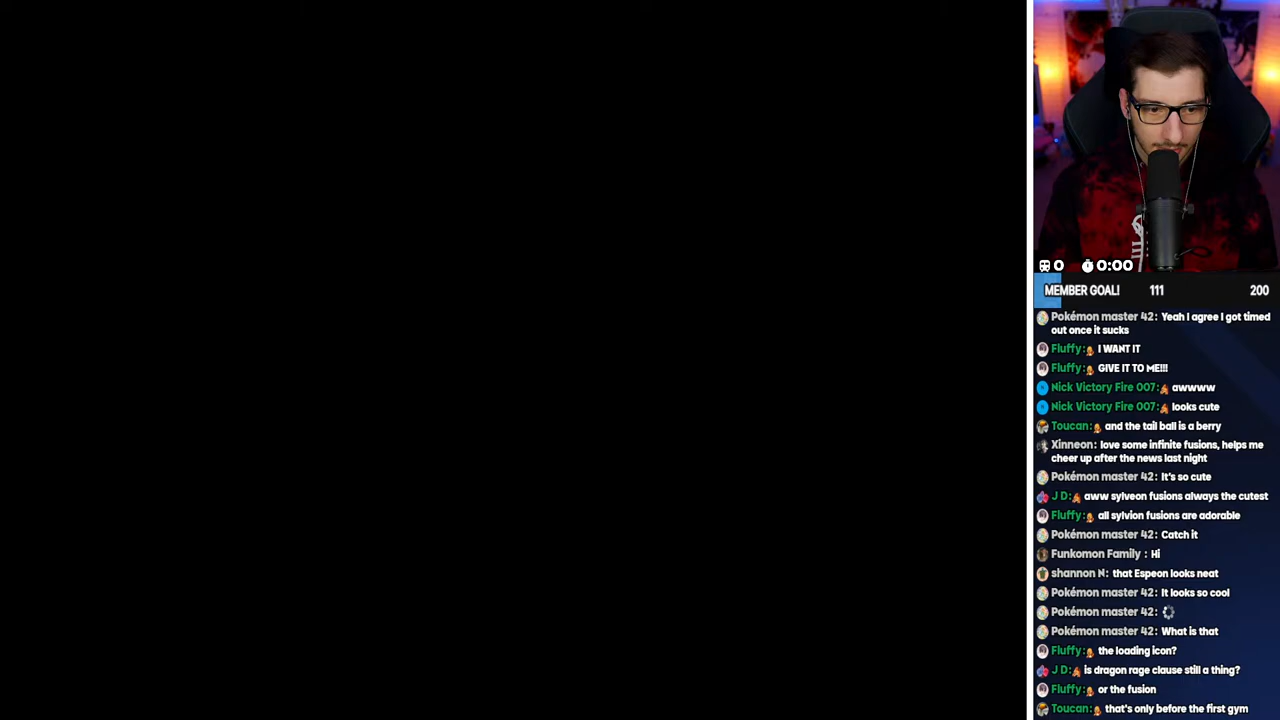 0 0:00
MEMBER GOAL! 111 200
Pokémon master 42: Yeah I agree I got timed
out once it sucks
Fluffy: I WANT IT
Fluffy: GIVE IT TO ME!!!
Nick Victory Fire 007: awwww
Nick Victory Fire 007: looks cute
Toucan: and the tail ball is a berry
Xinneon: love some infinite fusions, helps me
cheer up after the news last night
Pokémon master 42: It's so cute
J D: aww sylveon fusions always the cutest
Fluffy: all sylvion fusions are adorable
Pokémon master 42: Catch it
Funkomon Family : Hi
shannon N: that Espeon looks neat
Pokémon master 42: It looks so cool
Pokémon master 42:
Pokémon master 42: What is that
Fluffy: the loading icon?
J D: is dragon rage clause still a thing?
Fluffy: or the fusion
Toucan: that's only before the first gym